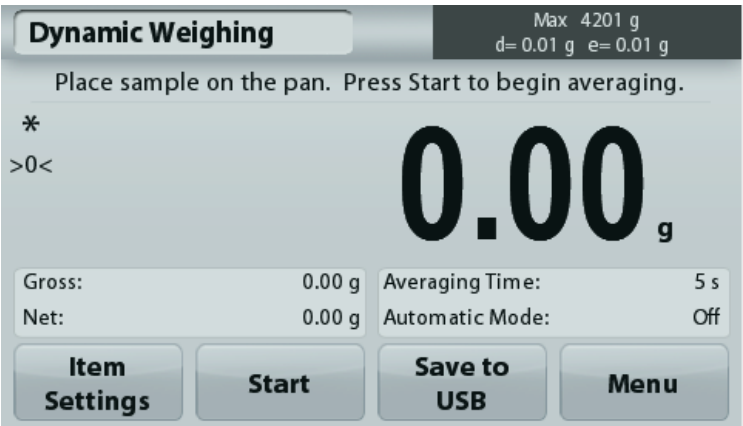 Dynamic Weighing
Max 4201 g
d= 0.01 g e= 0.01 g
Place sample on the pan. Press Start to begin averaging.
*
>0<
0.00 g
Gross: 0.00 g
Net: 0.00 g
Averaging Time: 5 s
Automatic Mode: Off
Item
Settings
Start
Save to
USB
Menu